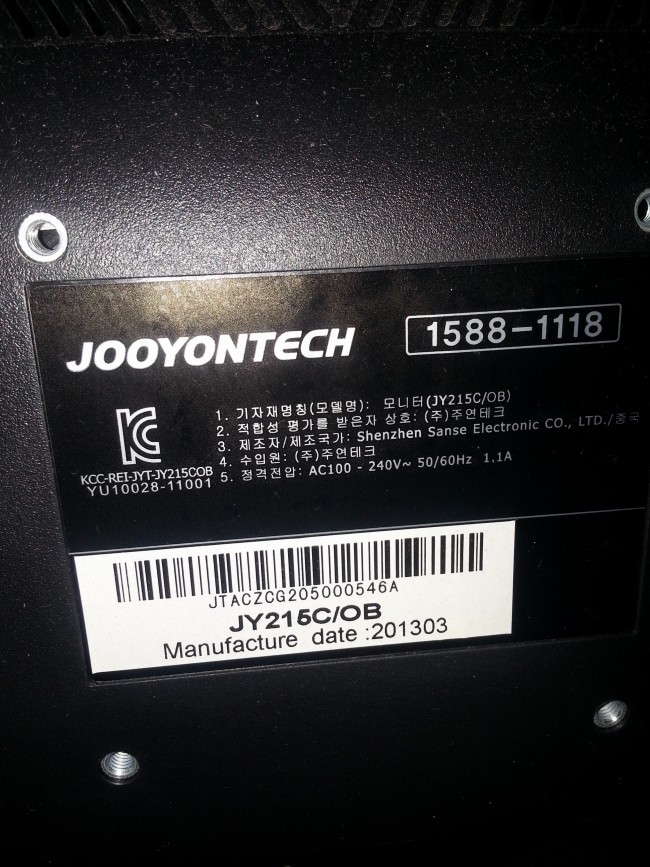 JOOYONTECH
1588-1118
1. 기자재명칭(모델명): 모니터(JY215C/OB)
2. 적합성 평가를 받은자 상호: (주)주연테크
3. 제조자/제조국가: Shenzhen Sanse Electronic CO., LTD./중국
4. 수입원: (주)주연테크
5. 정격전압: AC100 - 240V~ 50/60Hz 1.1A
KCC-REI-JYT-JY215COB
YU10028-11001
JTACZCG205000546A
JY215C/OB
Manufacture date :201303